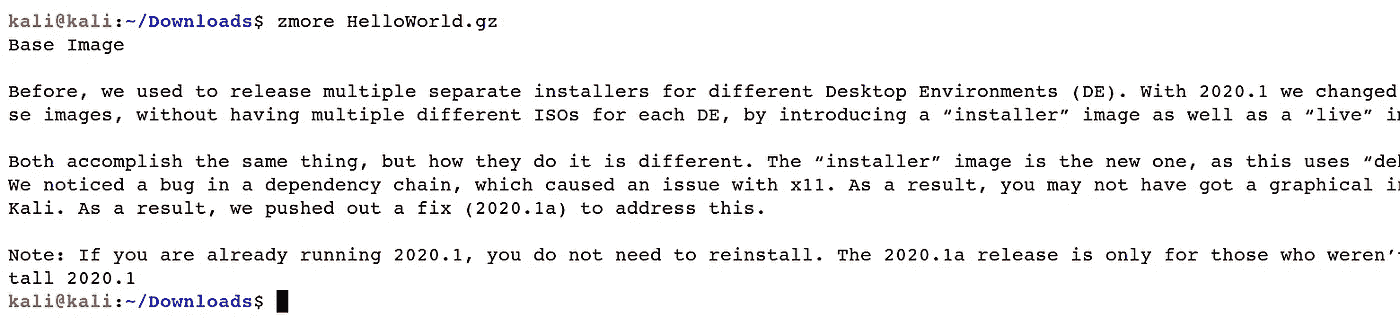 kali@kali:~/Downloads$ zmore HelloWorld.gz
Base Image
Before, we used to release multiple separate installers for different Desktop Environments (DE). With 2020.1 we changed
se images, without having multiple different ISOs for each DE, by introducing a “installer” image as well as a “live”
Both accomplish the same thing, but how they do it is different. The “installer” image is the new one, as this uses
We noticed a bug in a dependency chain, which caused an issue with x11. As a result, you may not have got a graphical
Kali. As a result, we pushed out a fix (2020.1a) to address this.
Note: If you are already running 2020.1, you do not need to reinstall. The 2020.1a release is only for those who weren’
tall 2020.1
kali@kali:~/Downloads$